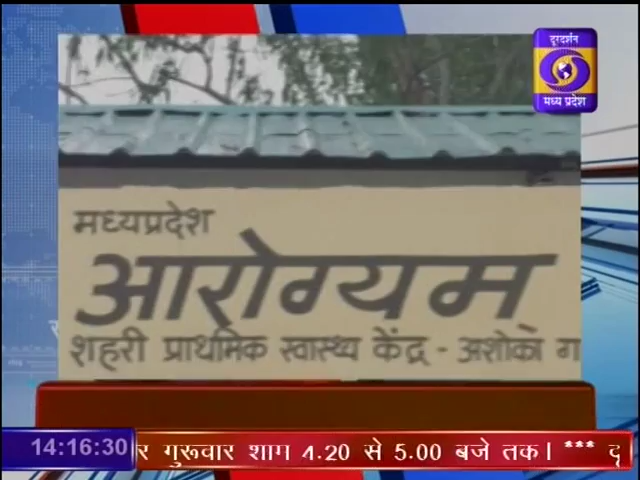 दूरदर्शन
मध्य प्रदेश
मध्यप्रदेश
आरोग्यम्
शहरी प्राथमिक स्वास्थ्य केंद्र - अशोका ग
14:16:30
र गुरूवार शाम 4.20 से 5.00 बजे तक। *** दृ